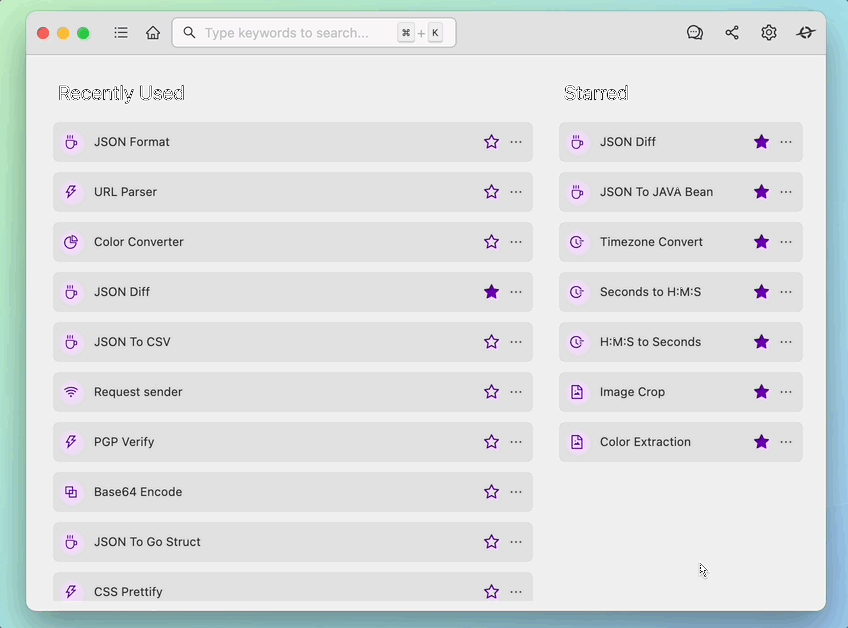 Type keywords to search... ⌘ + K
Recently Used
JSON Format
URL Parser
Color Converter
JSON Diff
JSON To CSV
Request sender
PGP Verify
Base64 Encode
JSON To Go Struct
CSS Prettify
Starred
JSON Diff
JSON To JAVA Bean
Timezone Convert
Seconds to H:M:S
H:M:S to Seconds
Image Crop
Color Extraction